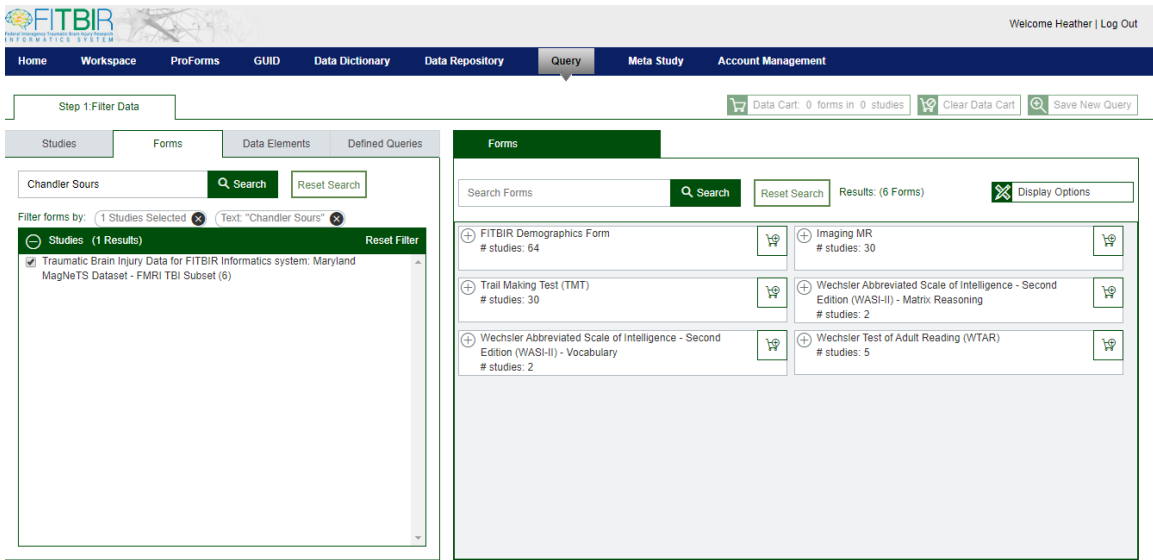 FITBIR
Federal Interagency Traumatic Brain Injury Research
INFORMATICS SYSTEM
Welcome Heather | Log Out
Home Workspace ProForms GUID Data Dictionary Data Repository Query Meta Study Account Management
Step 1:Filter Data
Data Cart: 0 forms in 0 studies
Clear Data Cart
Save New Query
Studies Forms Data Elements Defined Queries
Chandler Sours
Search
Reset Search
Filter forms by: 1 Studies Selected Text: "Chandler Sours"
Studies (1 Results) Reset Filter
Traumatic Brain Injury Data for FITBIR Informatics system: Maryland
MagNeTS Dataset - FMRI TBI Subset (6)
Forms
Search Forms
Search
Reset Search
Results: (6 Forms)
Display Options
FITBIR Demographics Form
# studies: 64
Imaging MR
# studies: 30
Trail Making Test (TMT)
# studies: 30
Wechsler Abbreviated Scale of Intelligence - Second
Edition (WASI-II) - Matrix Reasoning
# studies: 2
Wechsler Abbreviated Scale of Intelligence - Second
Edition (WASI-II) - Vocabulary
# studies: 2
Wechsler Test of Adult Reading (WTAR)
# studies: 5